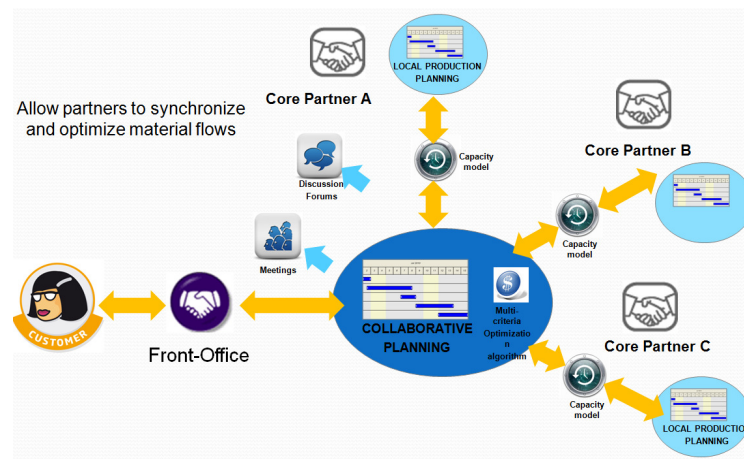 LOCAL PRODUCTION
PLANNING
Core Partner A
Allow partners to synchronize
and optimize material flows
Capacity
model
Discussion
Forums
Core Partner B
Capacity
model
Meetings
COLLABORATIVE
PLANNING
Multi-
criteria
Optimizatio
n
algorithm
CUSTOMER
Front-Office
Core Partner C
Capacity
model
LOCAL PRODUCTIO
PLANNING